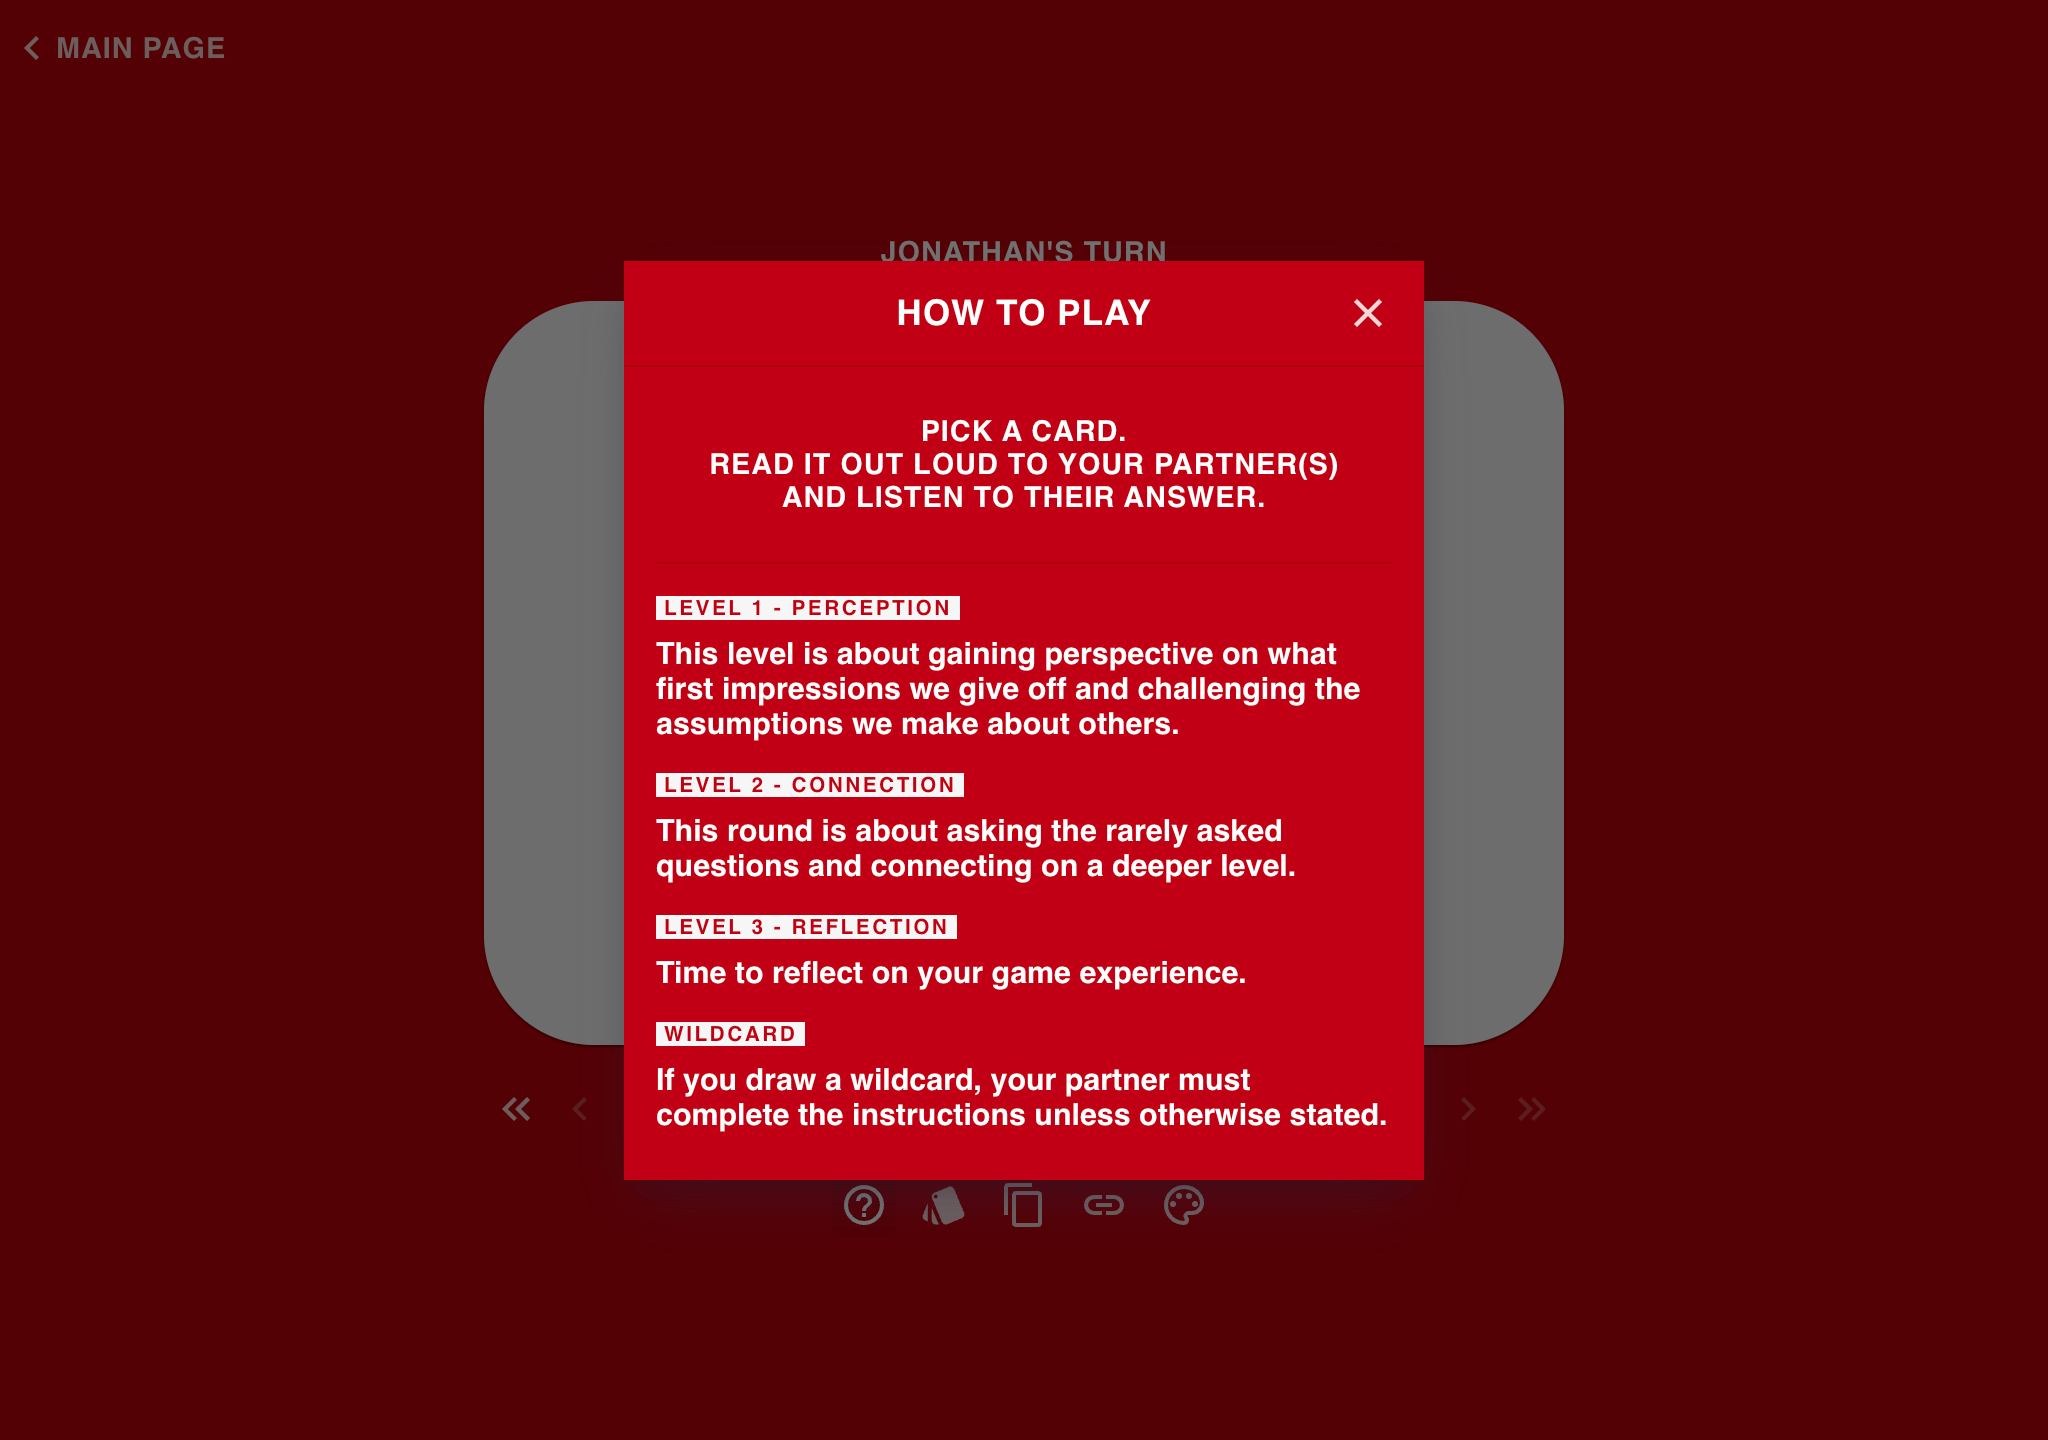 MAIN PAGE
JONATHAN'S TURN
HOW TO PLAY
PICK A CARD.
READ IT OUT LOUD TO YOUR PARTNER(S)
AND LISTEN TO THEIR ANSWER.
LEVEL 1 - PERCEPTION
This level is about gaining perspective on what
first impressions we give off and challenging the
assumptions we make about others.
LEVEL 2 - CONNECTION
This round is about asking the rarely asked
questions and connecting on a deeper level.
LEVEL 3 - REFLECTION
Time to reflect on your game experience.
WILDCARD
If you draw a wildcard, your partner must
complete the instructions unless otherwise stated.